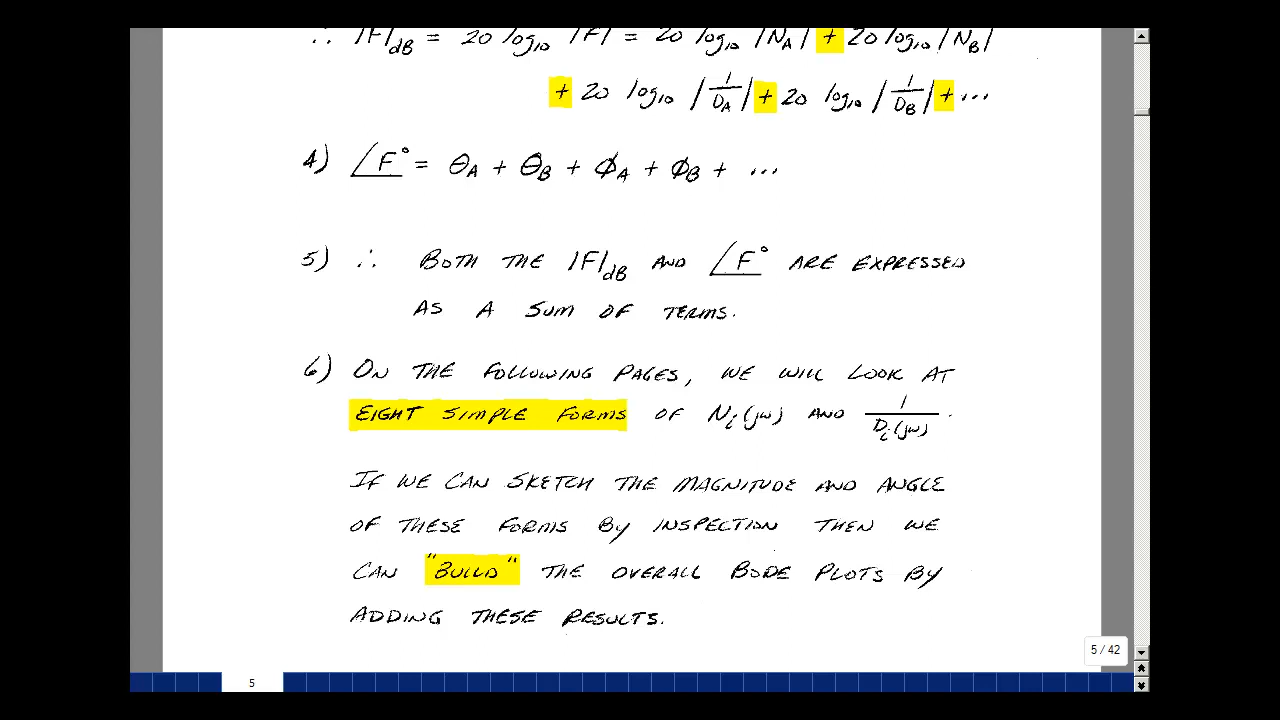 ∴ |F|dB = 20 log10 |F| = 20 log10 |NA| + 20 log10 |NB|
+ 20 log10 |1/DA| + 20 log10 |1/DB| + ...
4) ∠F° = θA + θB + ϕA + ϕB + ...
5) ∴ BOTH THE |F|dB AND ∠F° ARE EXPRESSED
AS A SUM OF TERMS.
6) ON THE FOLLOWING PAGES, WE WILL LOOK AT
EIGHT SIMPLE FORMS OF Ni(jω) AND 1/Di(jω).
IF WE CAN SKETCH THE MAGNITUDE AND ANGLE
OF THESE FORMS BY INSPECTION THEN WE
CAN "BUILD" THE OVERALL BODE PLOTS BY
ADDING THESE RESULTS.
5 / 42
5